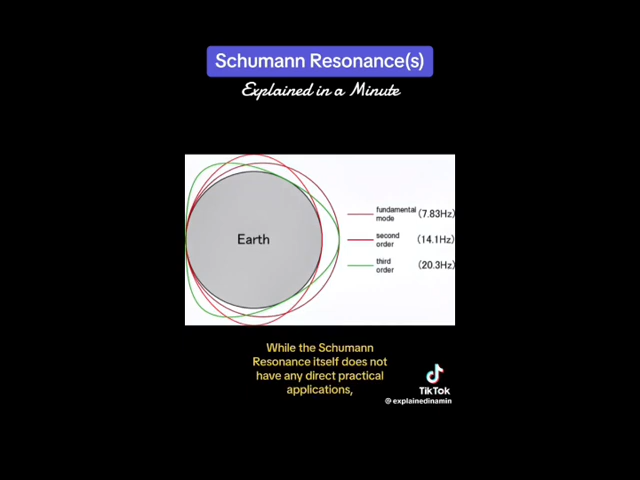 Schumann Resonance(s)
Explained in a Minute
Earth
fundamental
mode
(7.83Hz)
second
order
(14.1Hz)
third
order
(20.3Hz)
While the Schumann
Resonance itself does not
have any direct practical
applications,
TikTok
@explainedinamin